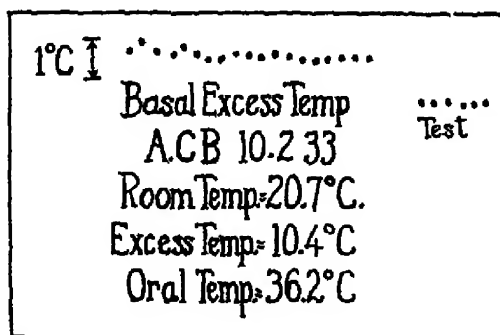 1°C
Basal Excess Temp
Test
A.C B 10.2 33
Room Temp.=20.7°C.
Excess Temp.= 10.4°C
Oral Temp.=36.2°C